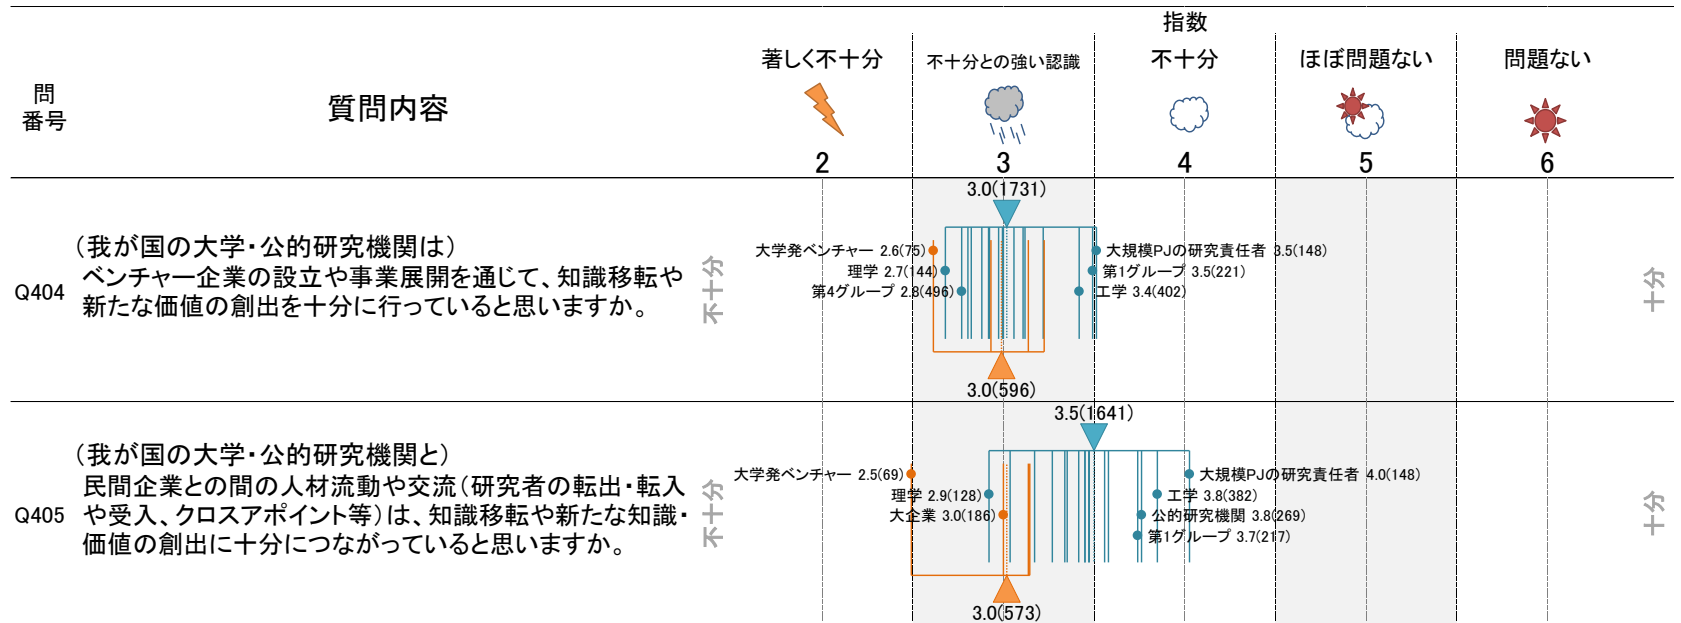 指数
著しく不十分
不十分との強い認識
不十分
ほぼ問題ない
問題ない
問
番号
質問内容
2
3
4
5
6
Q404
（我が国の大学・公的研究機関は）
ベンチャー企業の設立や事業展開を通じて、知識移転や
新たな価値の創出を十分に行っていると思いますか。
不十分
3.0(1731)
大学発ベンチャー 2.6(75)
理学 2.7(144)
第4グループ 2.8(496)
大規模PJの研究責任者 3.5(148)
第1グループ 3.5(221)
工学 3.4(402)
3.0(596)
十分
Q405
（我が国の大学・公的研究機関と）
民間企業との間の人材流動や交流（研究者の転出・転入
や受入、クロスアポイント等）は、知識移転や新たな知識・
価値の創出に十分につながっていると思いますか。
不十分
3.5(1641)
大学発ベンチャー 2.5(69)
理学 2.9(128)
大企業 3.0(186)
大規模PJの研究責任者 4.0(148)
工学 3.8(382)
公的研究機関 3.8(269)
第1グループ 3.7(217)
3.0(573)
十分